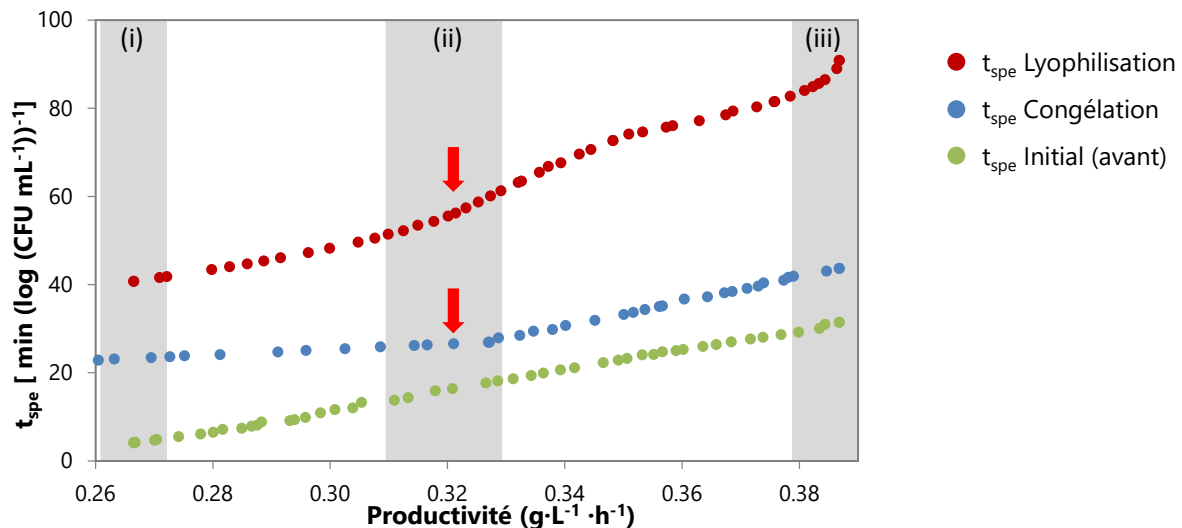 100
80
60
40
20
0
t_spe [ min (log (CFU mL⁻¹))⁻¹]
(i) (ii) (iii)
0.26 0.28 0.30 0.32 0.34 0.36 0.38
Productivité (g·L⁻¹ ·h⁻¹)
t_spe Lyophilisation
t_spe Congélation
t_spe Initial (avant)